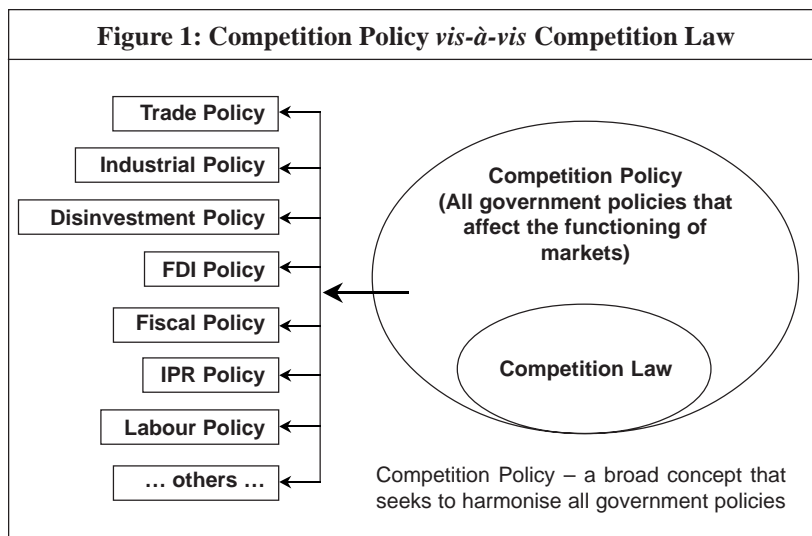 Figure 1: Competition Policy vis-à-vis Competition Law
Trade Policy
Industrial Policy
Disinvestment Policy
FDI Policy
Fiscal Policy
IPR Policy
Labour Policy
… others …
Competition Policy
(All government policies that
affect the functioning of
markets)
Competition Law
Competition Policy – a broad concept that
seeks to harmonise all government policies